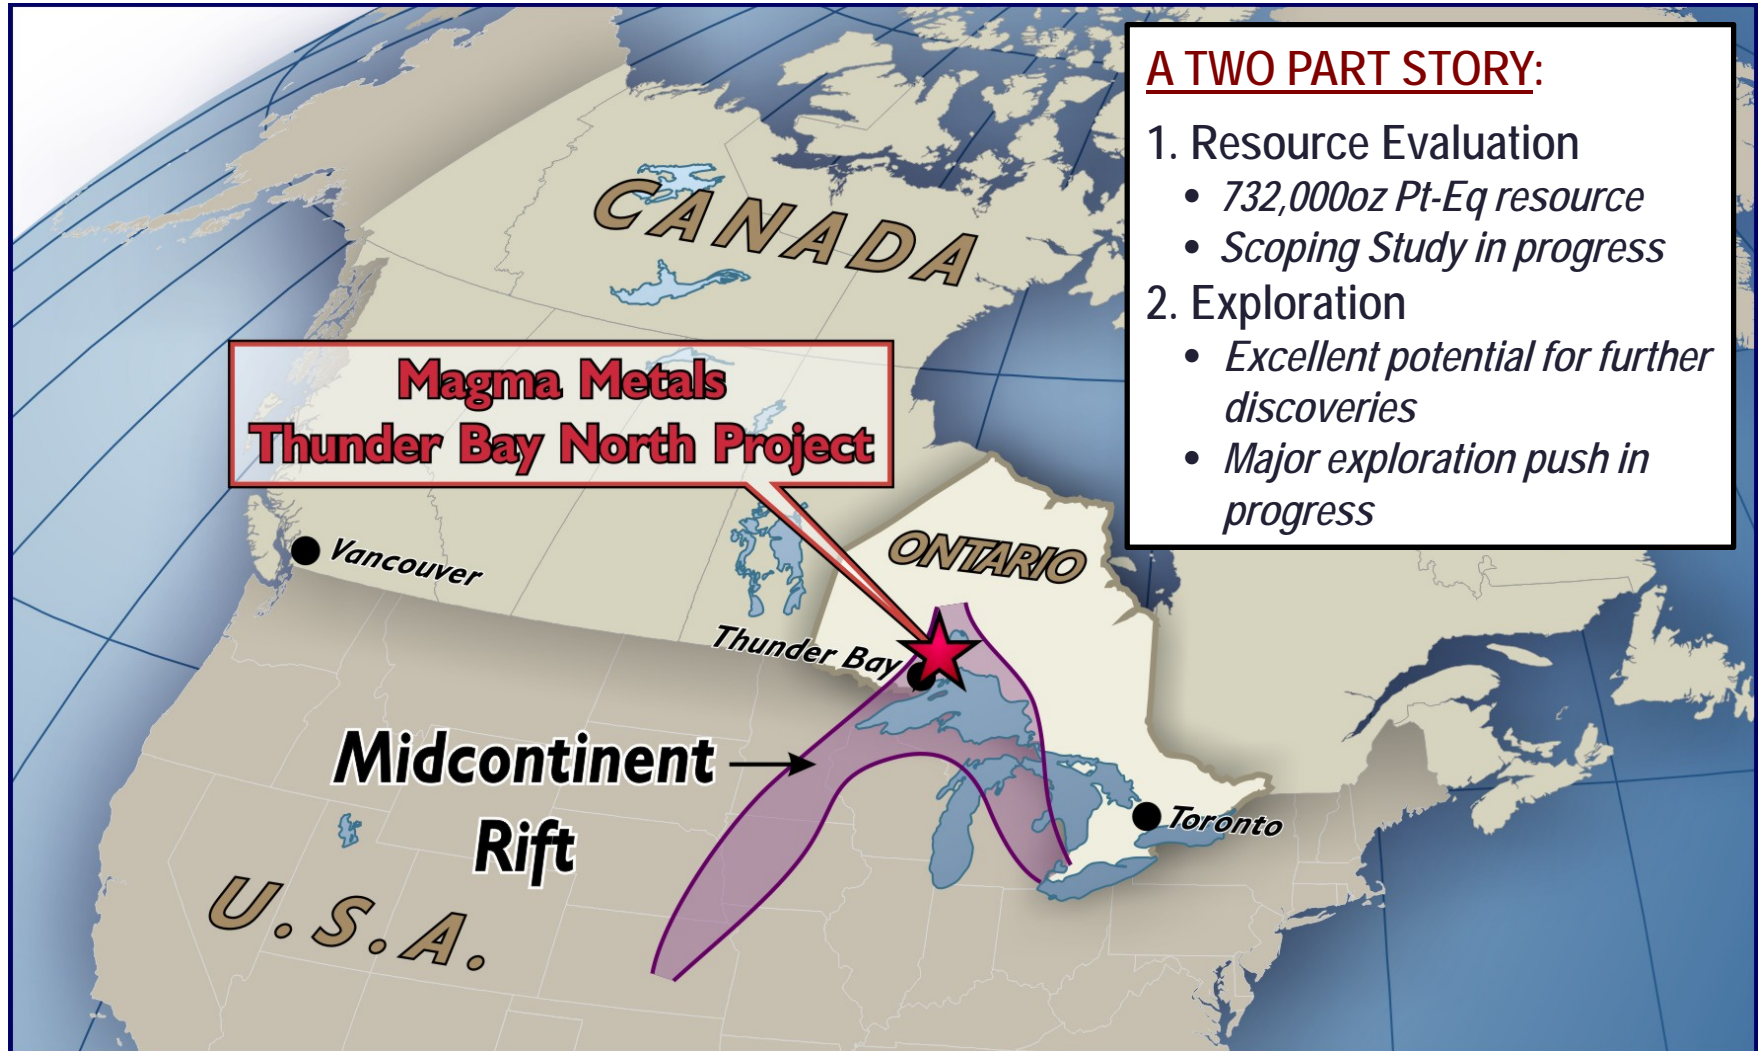 A TWO PART STORY:
1. Resource Evaluation
• 732,000oz Pt-Eq resource
• Scoping Study in progress
2. Exploration
• Excellent potential for further
discoveries
• Major exploration push in
progress
CANADA
Magma Metals
Thunder Bay North Project
ONTARIO
Vancouver
Thunder Bay
Midcontinent
Rift
Toronto
U.S.A.